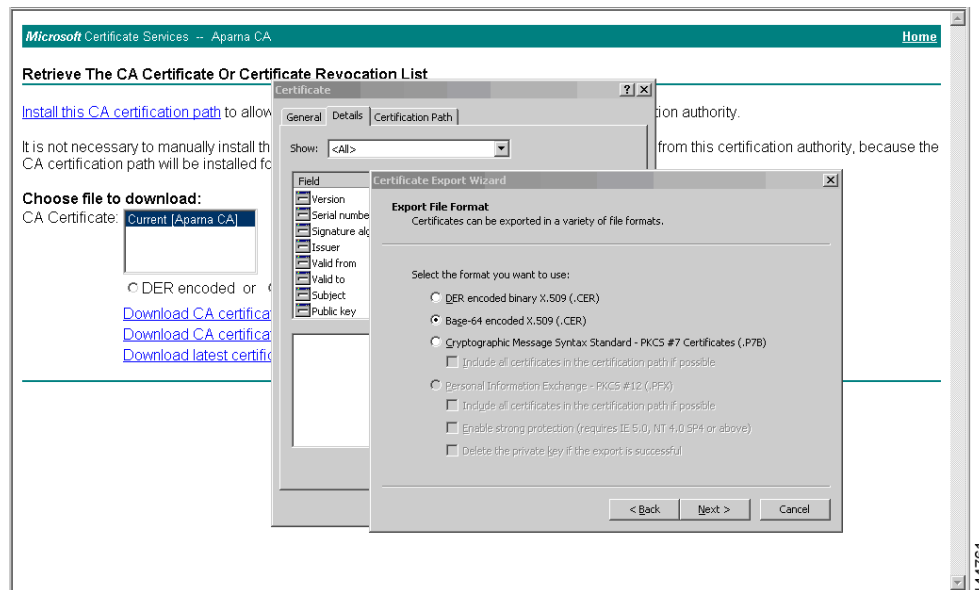 Microsoft Certificate Services -- Aparna CA Home
Retrieve The CA Certificate Or Certificate Revocation List
Install this CA certification path to allow
tion authority.
It is not necessary to manually install th
from this certification authority, because the
CA certification path will be installed fo
Choose file to download:
CA Certificate: Current [Aparna CA]
DER encoded or
Download CA certifica
Download CA certifica
Download latest certific
Certificate
General Details Certification Path
Show: <All>
Field
Version
Serial numbe
Signature alg
Issuer
Valid from
Valid to
Subject
Public key
Certificate Export Wizard
Export File Format
Certificates can be exported in a variety of file formats.
Select the format you want to use:
DER encoded binary X.509 (.CER)
Base-64 encoded X.509 (.CER)
Cryptographic Message Syntax Standard - PKCS #7 Certificates (.P7B)
Include all certificates in the certification path if possible
Personal Information Exchange - PKCS #12 (.PFX)
Include all certificates in the certification path if possible
Enable strong protection (requires IE 5.0, NT 4.0 SP4 or above)
Delete the private key if the export is successful
< Back Next > Cancel